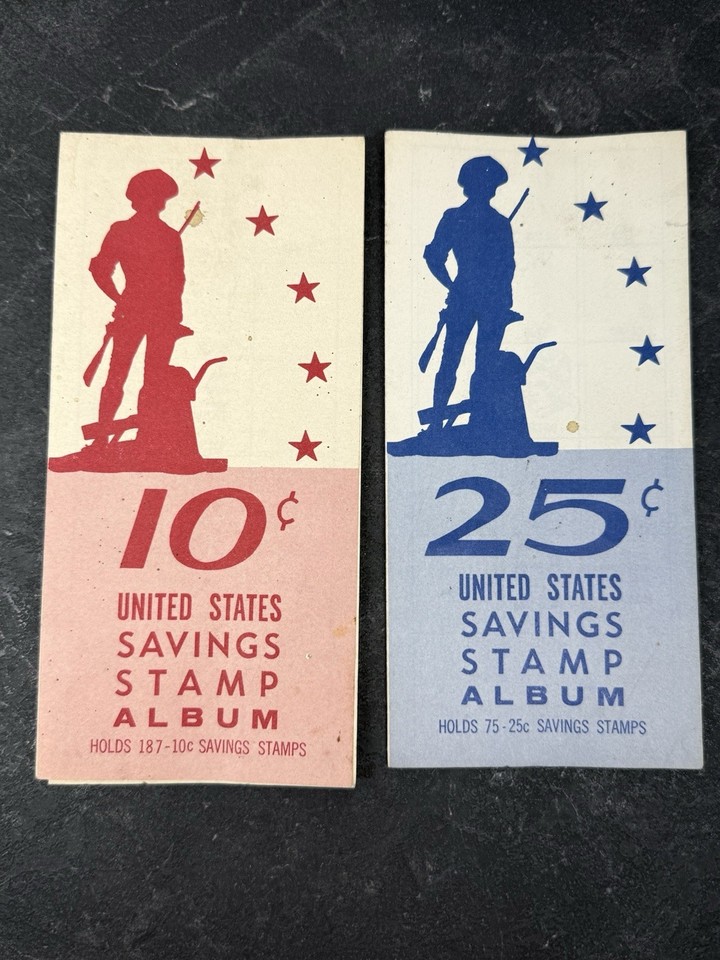 10¢
UNITED STATES
SAVINGS
STAMP
ALBUM
HOLDS 187-10c SAVINGS STAMPS
25¢
UNITED STATES
SAVINGS
STAMP
ALBUM
HOLDS 75-25c SAVINGS STAMPS